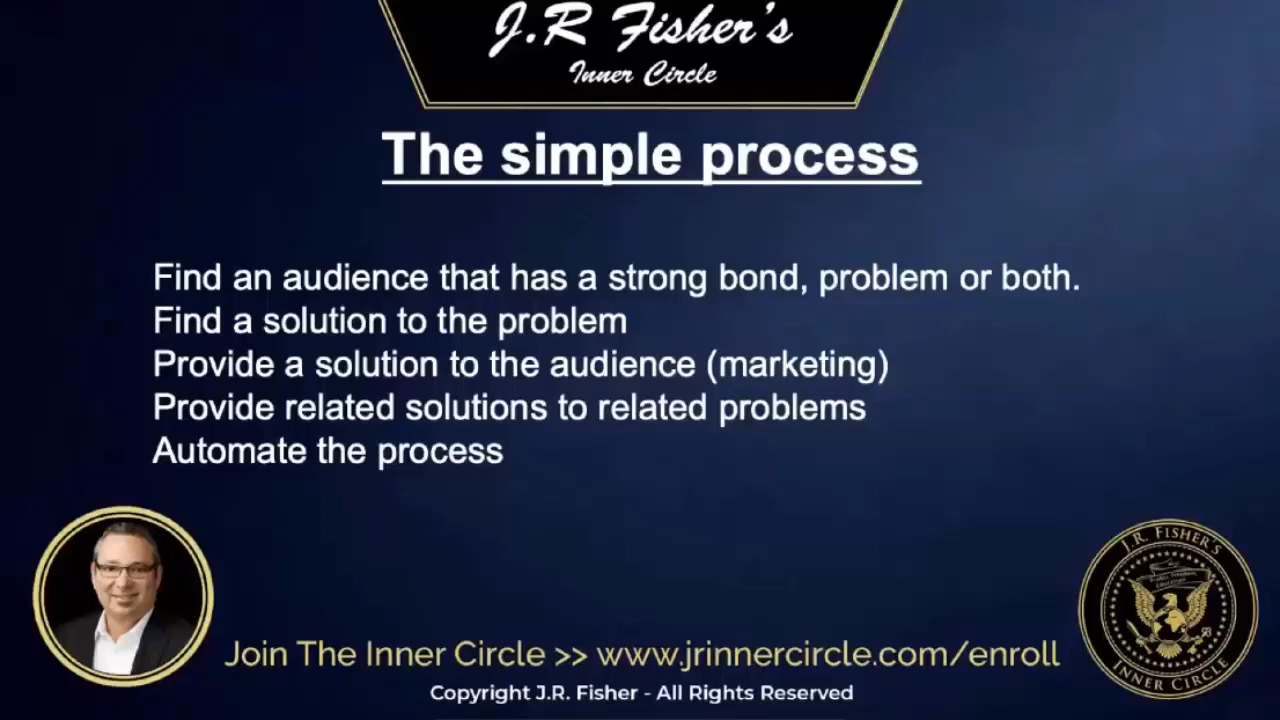 J.R Fisher's
Inner Circle
The simple process
Find an audience that has a strong bond, problem or both.
Find a solution to the problem
Provide a solution to the audience (marketing)
Provide related solutions to related problems
Automate the process
J.R. FISHER'S
INNER CIRCLE
Join The Inner Circle >> www.jrinnercircle.com/enroll
Copyright J.R. Fisher - All Rights Reserved